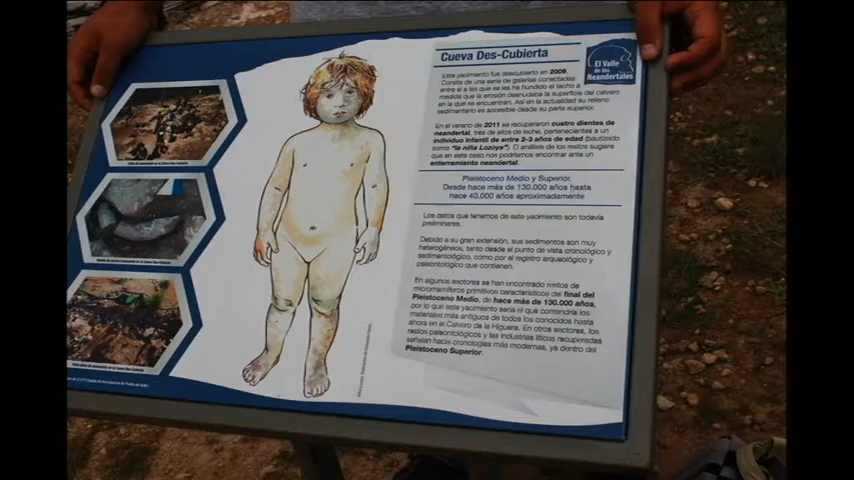 Cueva Des-Cubierta
El Valle
de los
Neandertales
Este yacimiento fue descubierto en 2009.
Consta de una serie de galerías conectadas
entre sí a las que se les ha hundido el techo a
medida que la erosión desnudaba la superficie del cerro
en la que se encuentran. Así en la actualidad su relleno
sedimentario es accesible desde su parte superior.
En el verano de 2011 se recuperaron cuatro dientes de
neandertal, tres de ellos de leche, pertenecientes a un
individuo infantil de entre 2-3 años de edad (bautizado
como "la niña Lozoya"). El análisis de los restos sugiere
que en este caso nos podríamos encontrar ante un
enterramiento neandertal.
Pleistoceno Medio y Superior
Desde hace más de 130.000 años hasta
hace 40.000 años aproximadamente
Los datos que tenemos de este yacimiento son todavía
preliminares.
Debido a su gran extensión, sus sedimentos son muy
heterogéneos, tanto desde el punto de vista cronológico y
sedimentológico, como por el registro arqueológico y
paleontológico que contienen.
En algunos sectores se han encontrado restos de
micromamíferos primitivos característicos del final del
Pleistoceno Medio, de hace más de 130.000 años,
por lo que este yacimiento sería el que contendría los
materiales más antiguos de todos los conocidos hasta
ahora en el Calvero de la Higuera. En otros sectores, los
restos paleontológicos y las industrias líticas recuperadas,
señalan hacia cronologías más modernas, ya dentro del
Pleistoceno Superior.